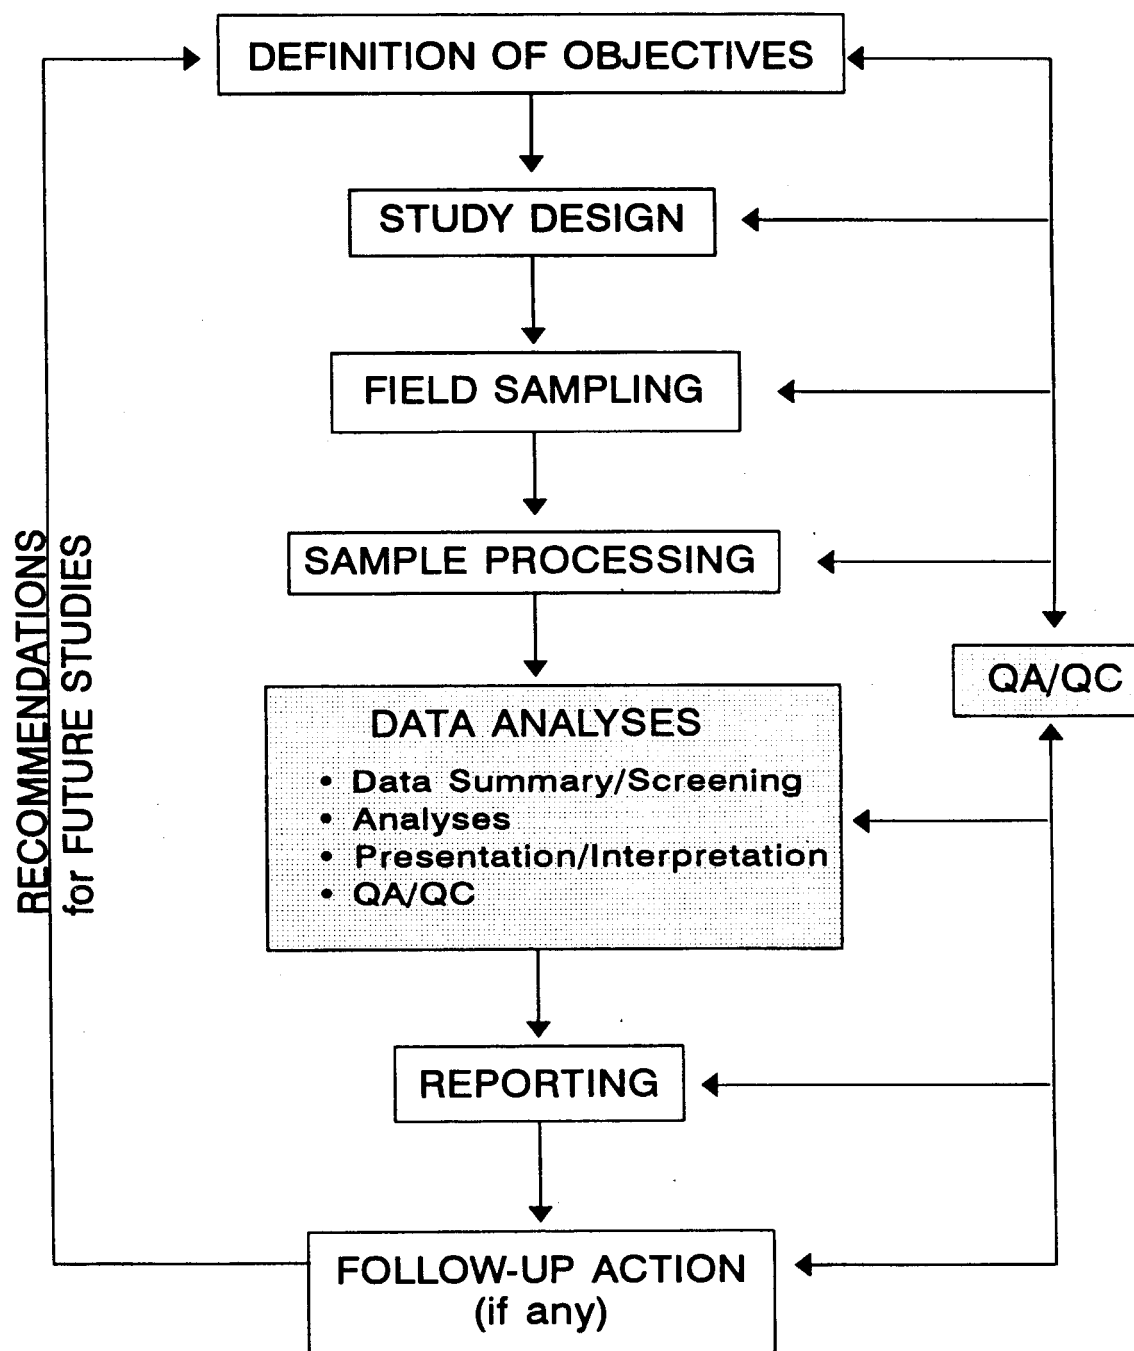 DEFINITION OF OBJECTIVES
STUDY DESIGN
FIELD SAMPLING
SAMPLE PROCESSING
RECOMMENDATIONS
for FUTURE STUDIES
QA/QC
DATA ANALYSES
• Data Summary/Screening
• Analyses
• Presentation/Interpretation
• QA/QC
REPORTING
FOLLOW-UP ACTION
(if any)